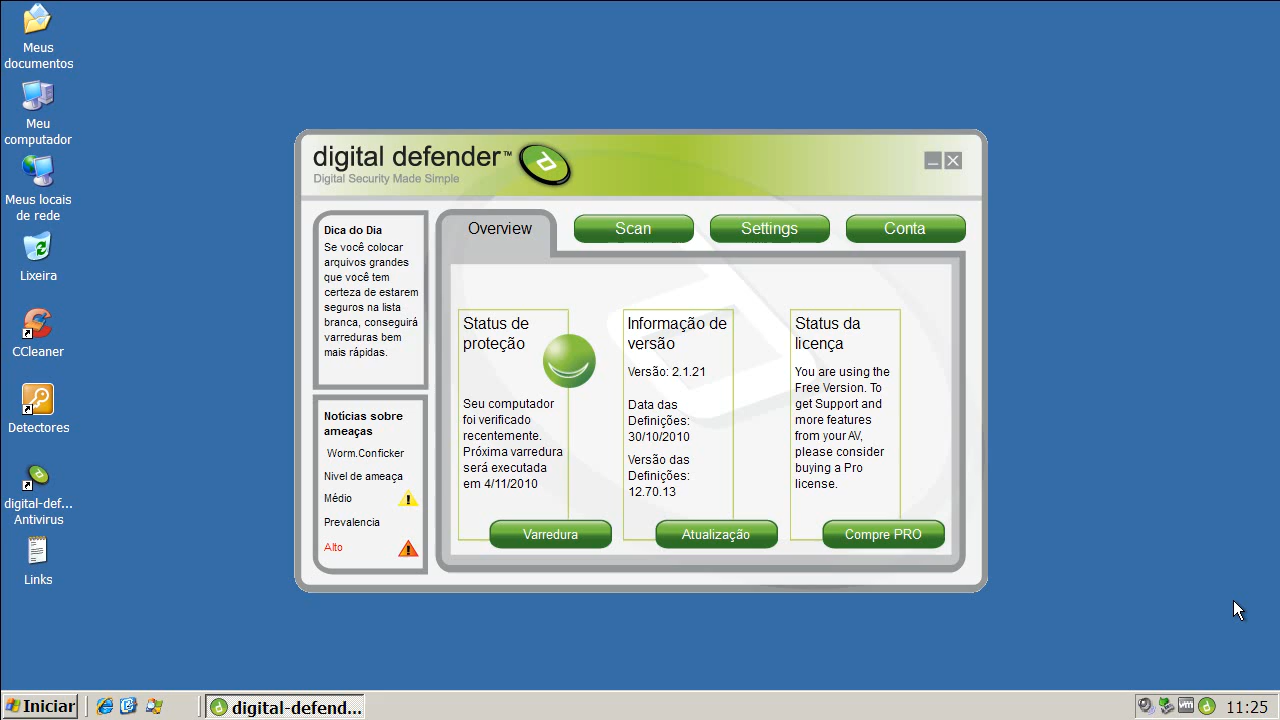 Meus
documentos
Meu
computador
Meus locais
de rede
Lixeira
CCleaner
Detectores
digital-def...
Antivirus
Links
digital defender™
Digital Security Made Simple
Dica do Dia
Se você colocar
arquivos grandes
que você tem
certeza de estarem
seguros na lista
branca, conseguirá
varreduras bem
mais rápidas.
Noticias sobre
ameaças
Worm.Conficker
Nivel de ameaça
Médio
Prevalencia
Alto
Overview
Scan
Settings
Conta
Status de
proteção
Seu computador
foi verificado
recentemente.
Próxima varredura
será executada
em 4/11/2010
Varredura
Informação de
versão
Versão: 2.1.21
Data das
Definições:
30/10/2010
Versão das
Definições:
12.70.13
Atualização
Status da
licença
You are using the
Free Version. To
get Support and
more features
from your AV,
please consider
buying a Pro
license.
Compre PRO
Iniciar
digital-defend...
vm
11:25